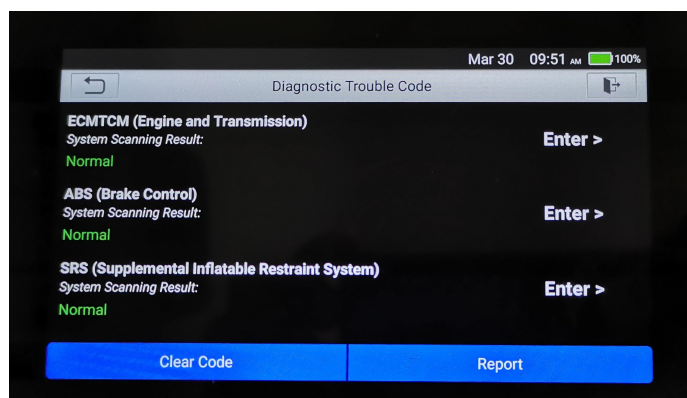 Mar 30 09:51 AM 100%
Diagnostic Trouble Code
ECMTCM (Engine and Transmission)
System Scanning Result:
Enter >
Normal
ABS (Brake Control)
System Scanning Result:
Enter >
Normal
SRS (Supplemental Inflatable Restraint System)
System Scanning Result:
Enter >
Normal
Clear Code Report